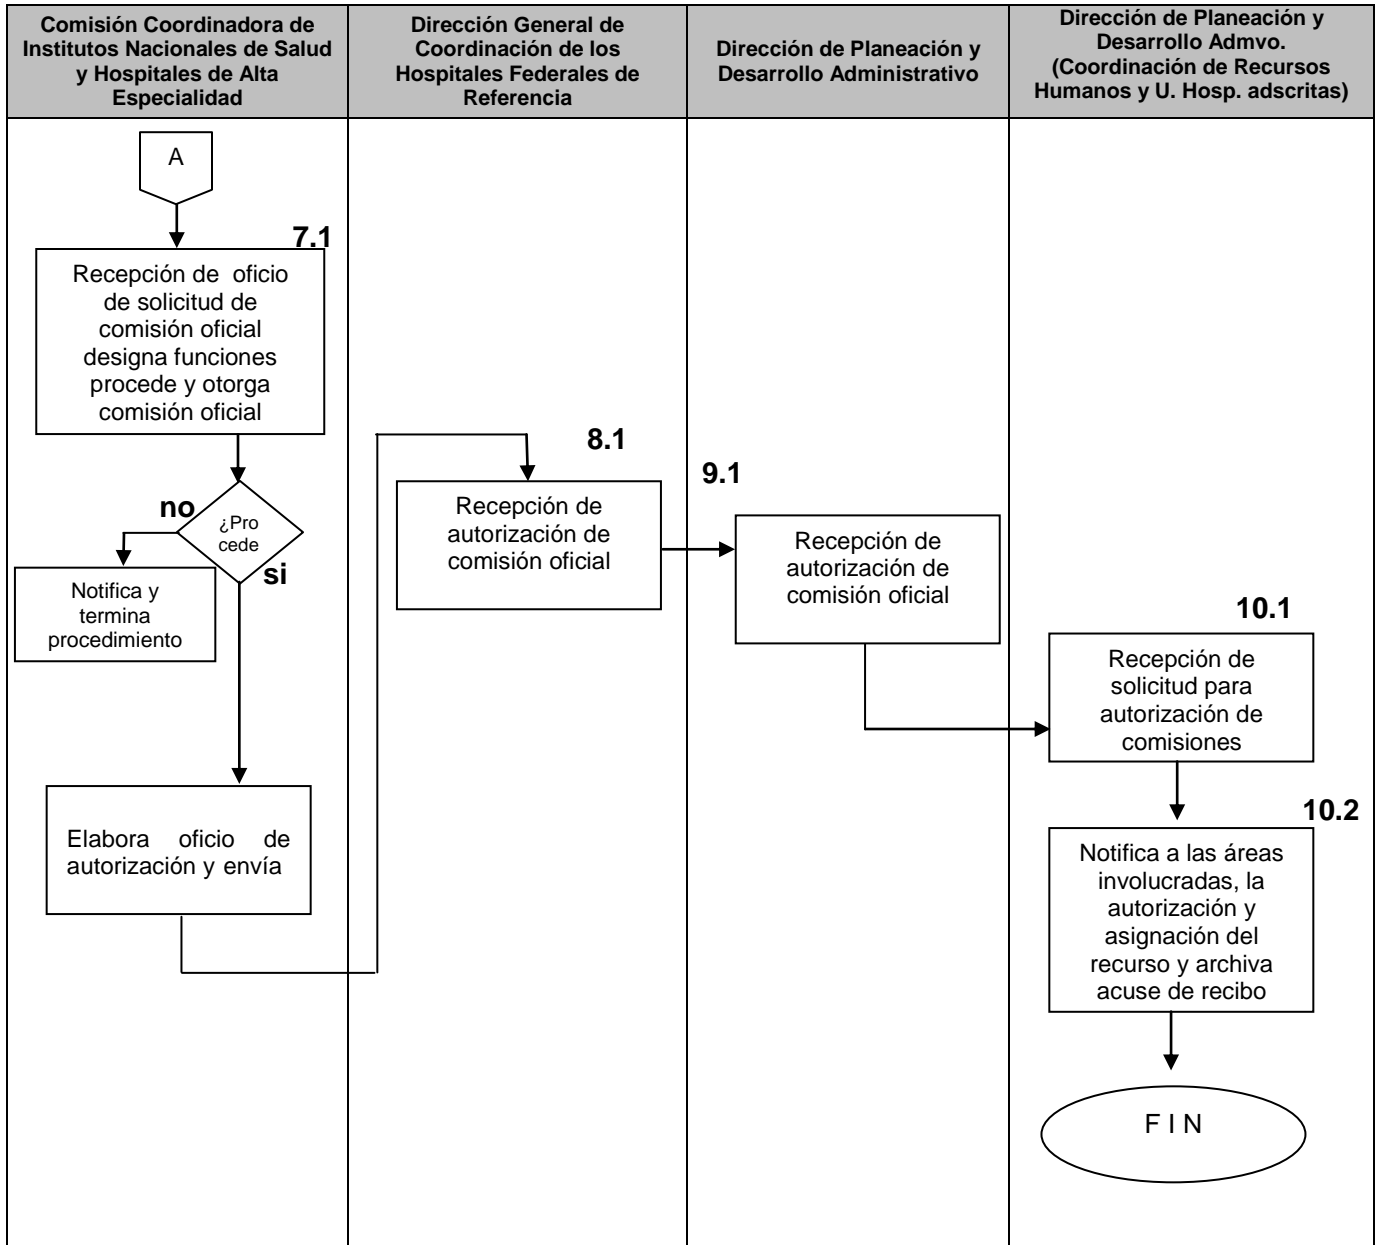 Comisión Coordinadora de
Institutos Nacionales de Salud
y Hospitales de Alta
Especialidad
Dirección General de
Coordinación de los
Hospitales Federales de
Referencia
Dirección de Planeación y
Desarrollo Administrativo
Dirección de Planeación y
Desarrollo Admvo.
(Coordinación de Recursos
Humanos y U. Hosp. adscritas)
A
7.1
Recepción de oficio
de solicitud de
comisión oficial
designa funciones
procede y otorga
comisión oficial
no
¿Pro
cede
si
Notifica y
termina
procedimiento
Elabora oficio de
autorización y envía
8.1
Recepción de
autorización de
comisión oficial
9.1
Recepción de
autorización de
comisión oficial
10.1
Recepción de
solicitud para
autorización de
comisiones
10.2
Notifica a las áreas
involucradas, la
autorización y
asignación del
recurso y archiva
acuse de recibo
F I N